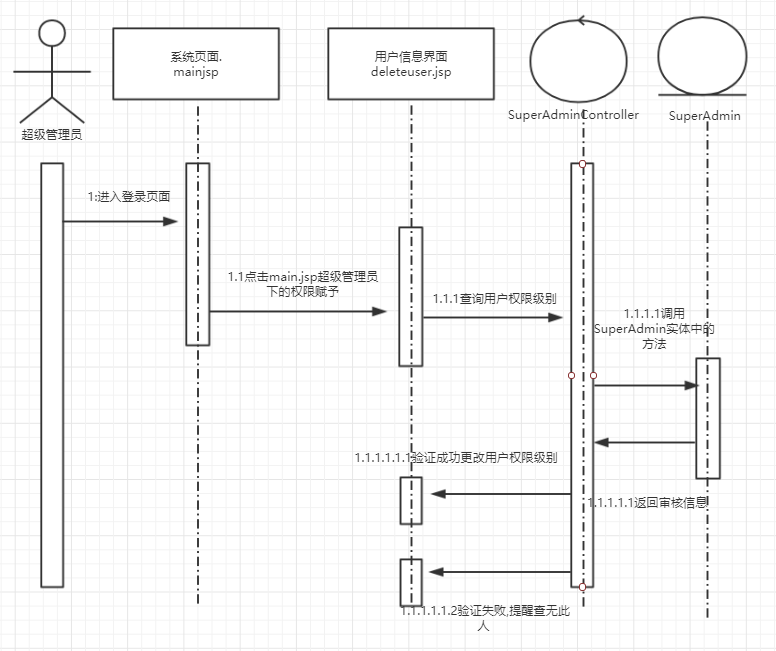 系统页面.
mainjsp
用户信息界面
deleteuser.jsp
SuperAdminController
SuperAdmin
超级管理员
1:进入登录页面
1.1点击main.jsp超级管理员
下的权限赋予
1.1.1查询用户权限级别
1.1.1.1调用
SuperAdmin实体中的
方法
1.1.1.1.1.1验证成功更改用户权限级别
1.1.1.1.1返回审核信息
1.1.1.1.1.2验证失败,提醒查无此
人